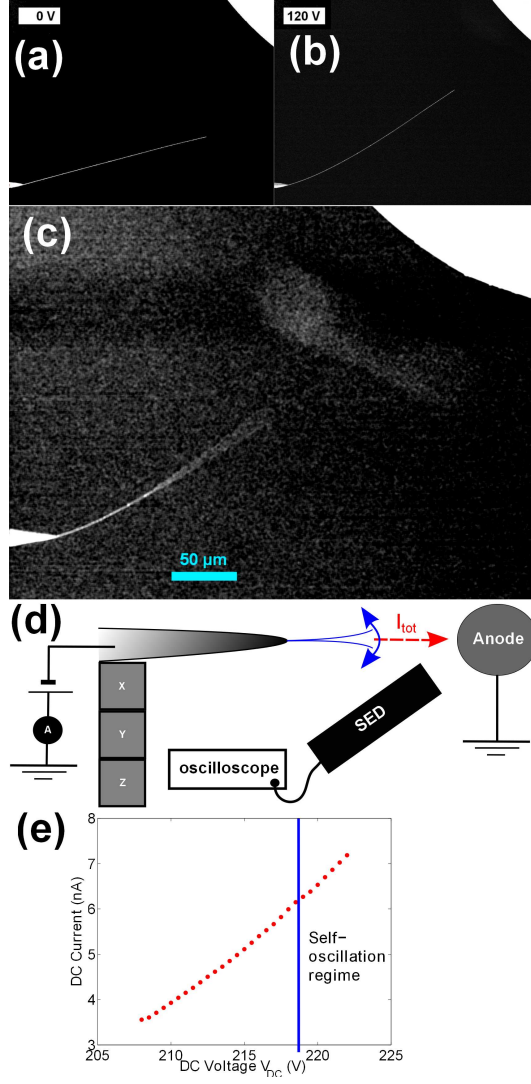 0 V
(a)
120 V
(b)
(c)
50 μm
(d)
I_tot
Anode
X
Y
Z
A
SED
oscilloscope
(e)
8
7
6
5
4
3
DC Current (nA)
Self-
oscillation
regime
205
210
215
220
225
DC Voltage V_DC (V)